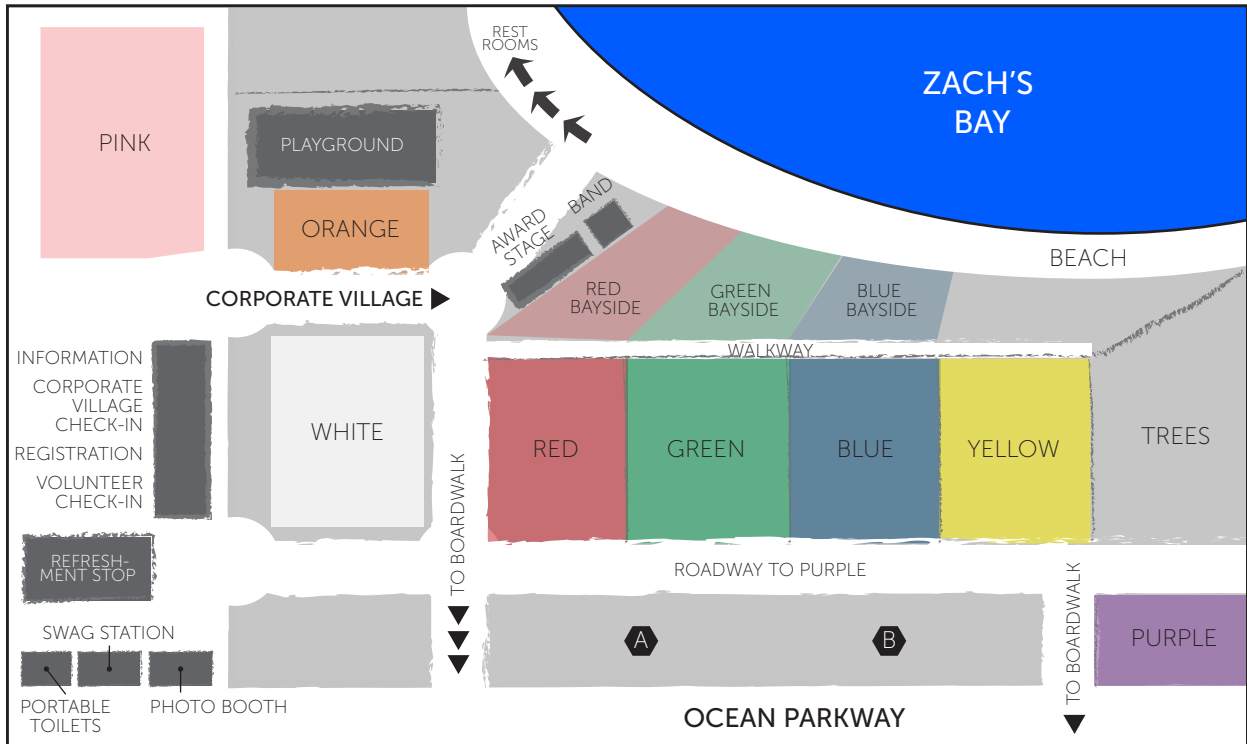 REST
ROOMS
ZACH'S
BAY
PINK
PLAYGROUND
ORANGE
AWARD
STAGE
BAND
BEACH
CORPORATE VILLAGE
RED
BAYSIDE
GREEN
BAYSIDE
BLUE
BAYSIDE
WALKWAY
INFORMATION
CORPORATE
VILLAGE
CHECK-IN
REGISTRATION
VOLUNTEER
CHECK-IN
WHITE
RED
GREEN
BLUE
YELLOW
TREES
REFRESH-
MENT STOP
TO BOARDWALK
ROADWAY TO PURPLE
SWAG STATION
PORTABLE
TOILETS
PHOTO BOOTH
A
B
TO BOARDWALK
PURPLE
OCEAN PARKWAY